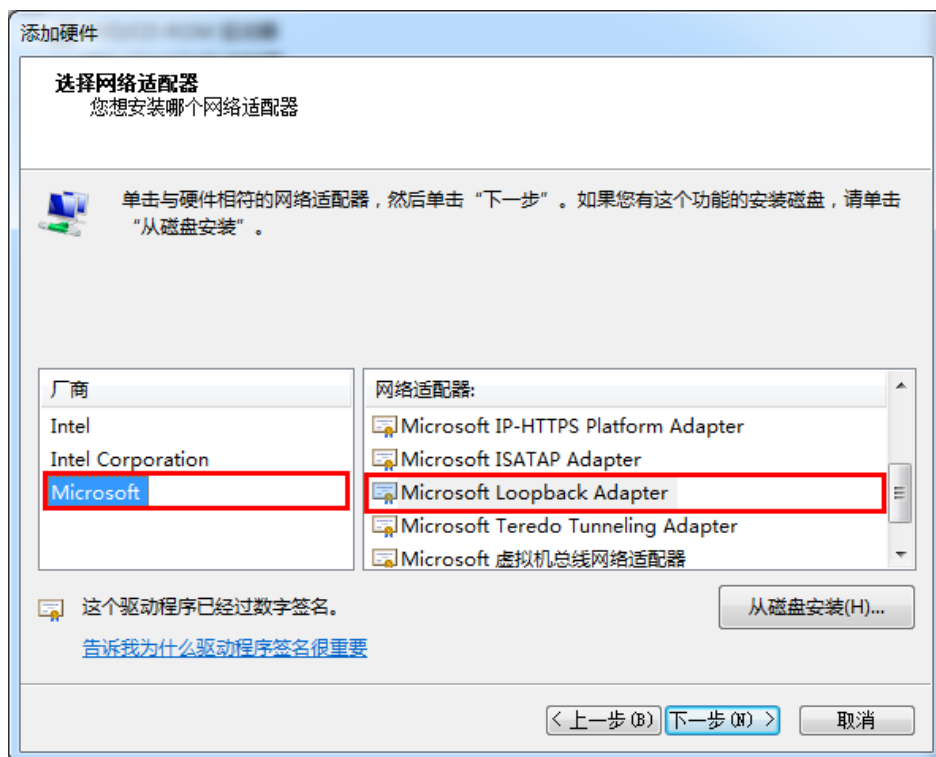 添加硬件
选择网络适配器
您想安装哪个网络适配器
单击与硬件相符的网络适配器，然后单击“下一步”。如果您有这个功能的安装磁盘，请单击
“从磁盘安装”。
厂商
Intel
Intel Corporation
Microsoft
网络适配器:
Microsoft IP-HTTPS Platform Adapter
Microsoft ISATAP Adapter
Microsoft Loopback Adapter
Microsoft Teredo Tunneling Adapter
Microsoft 虚拟机总线网络适配器
这个驱动程序已经过数字签名。
从磁盘安装(H)...
告诉我为什么驱动程序签名很重要
< 上一步(B)
下一步(N) >
取消